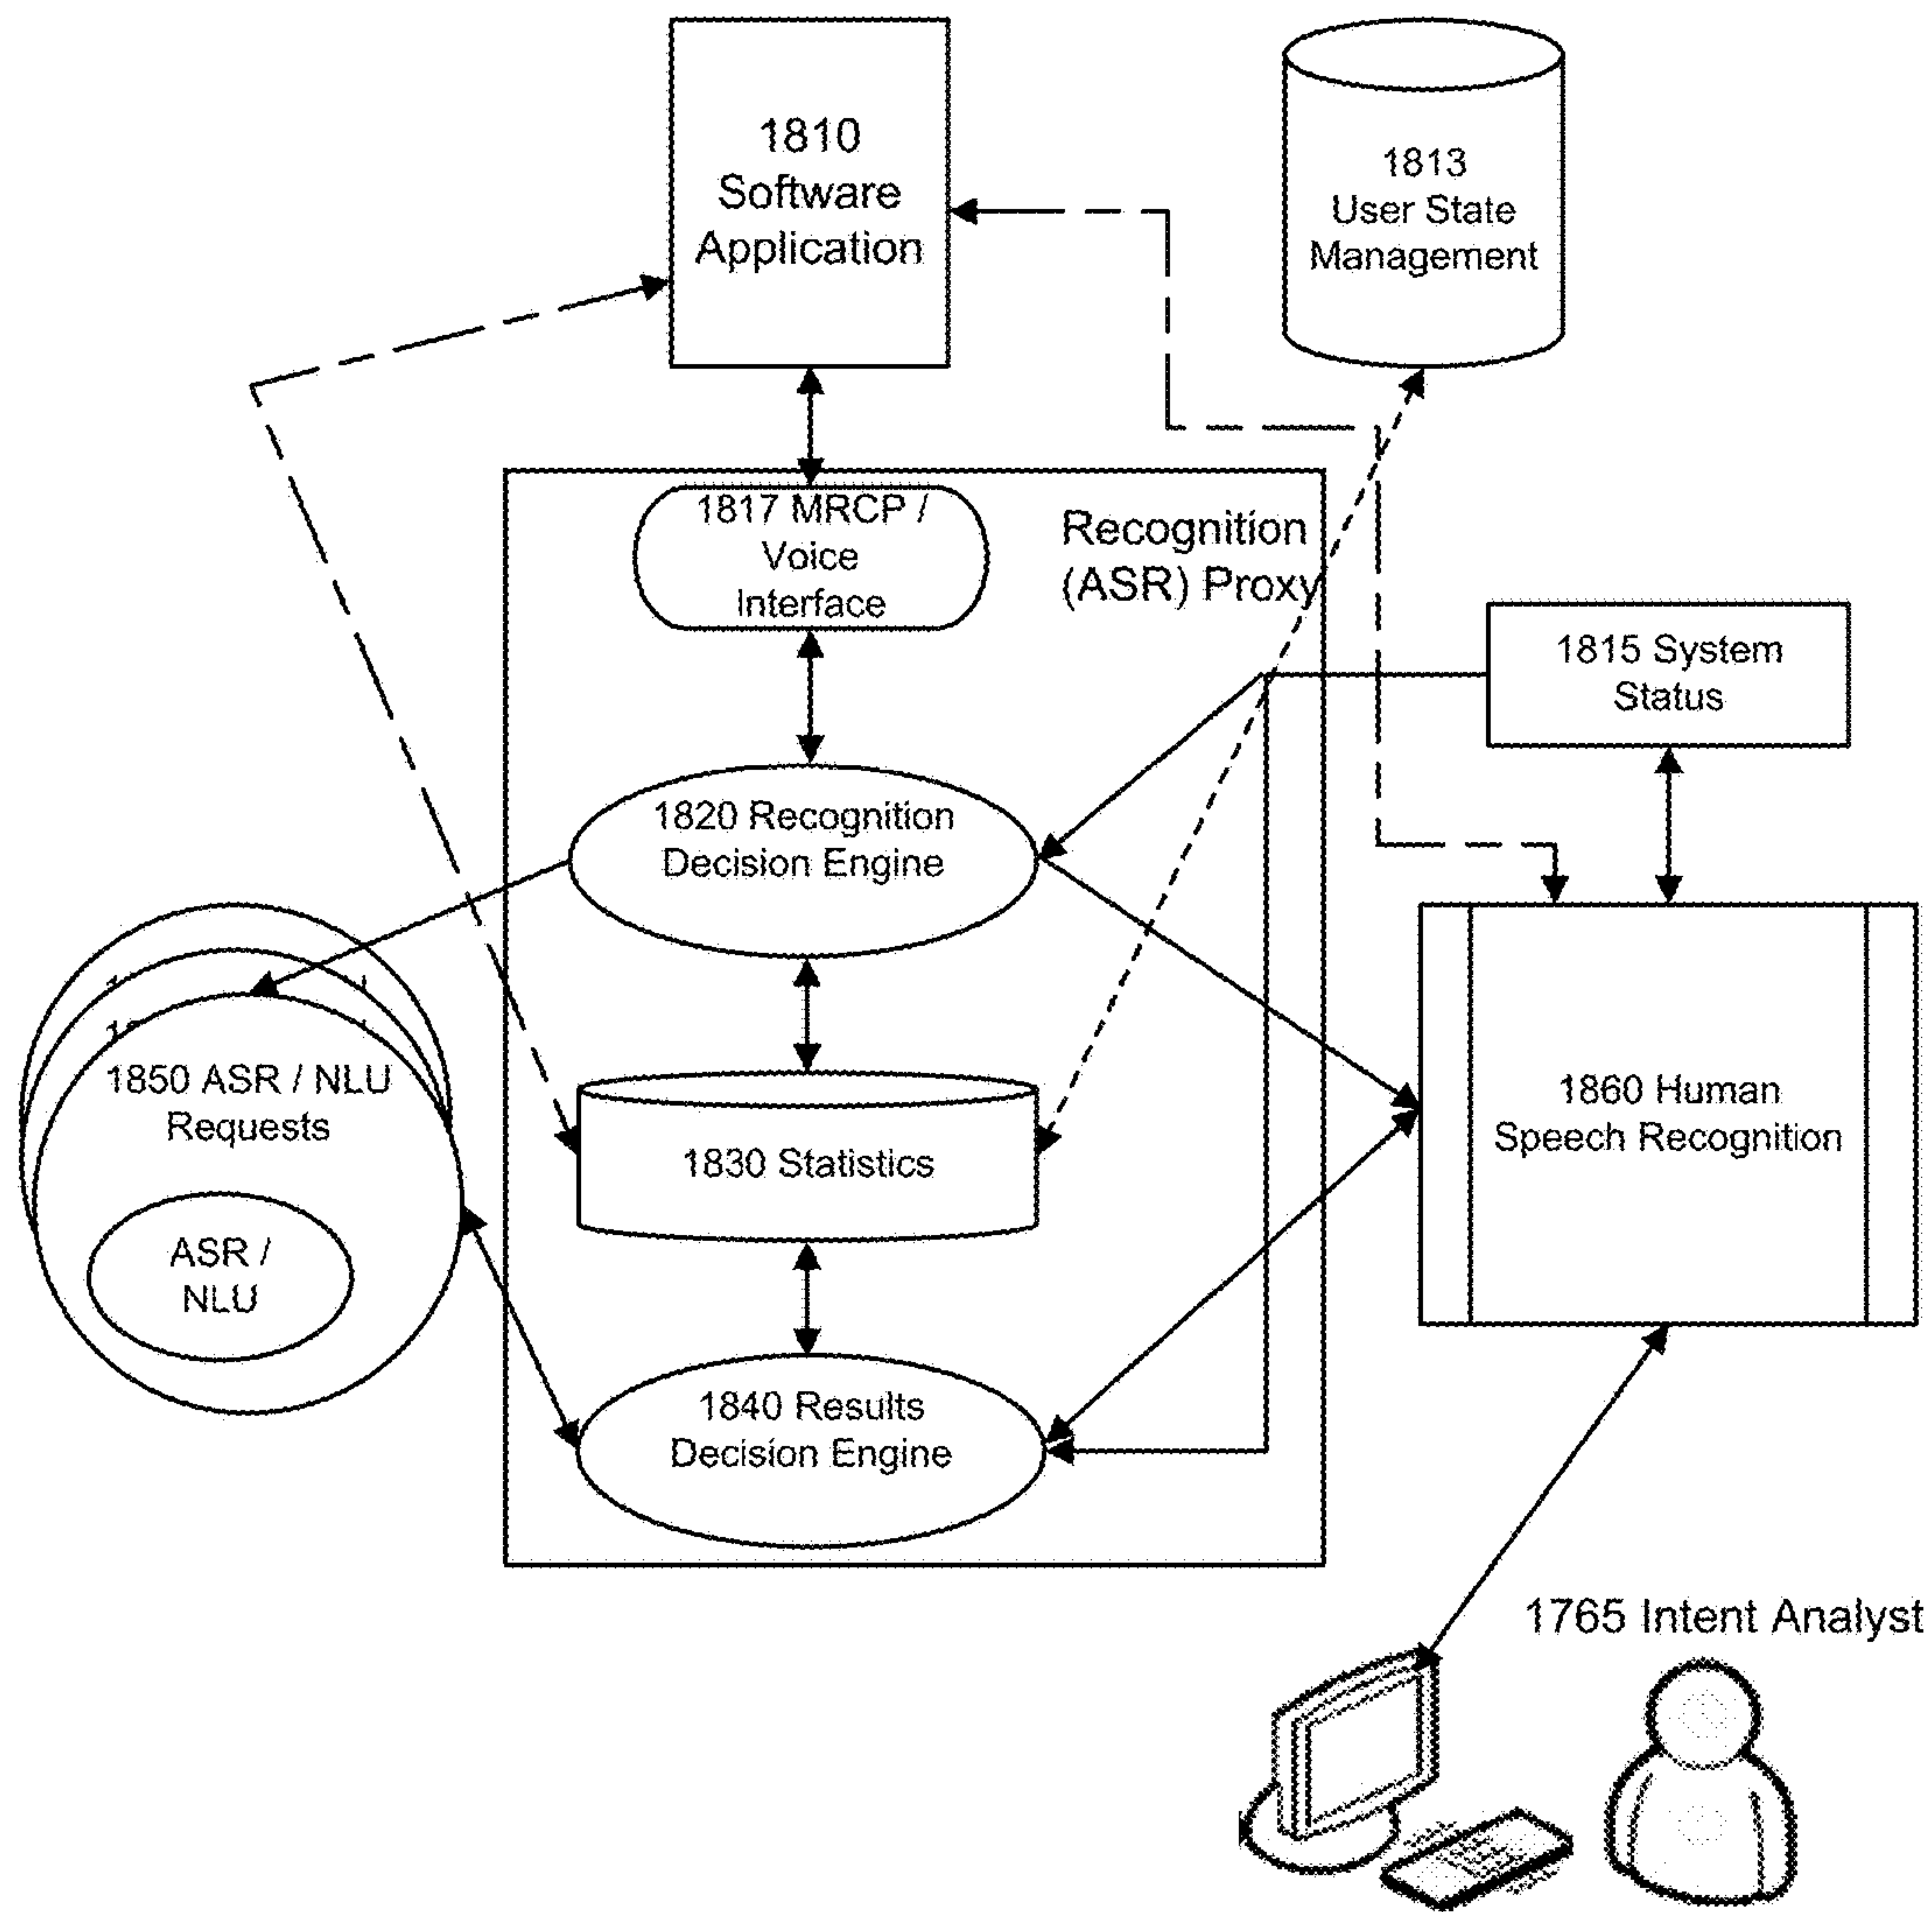 1810
Software
Application
1813
User State
Management
1817 MRCP /
Voice
Interface
Recognition
(ASR) Proxy
1815 System
Status
1820 Recognition
Decision Engine
1850 ASR / NLU
Requests
ASR /
NLU
1830 Statistics
1860 Human
Speech Recognition
1840 Results
Decision Engine
1765 Intent Analyst